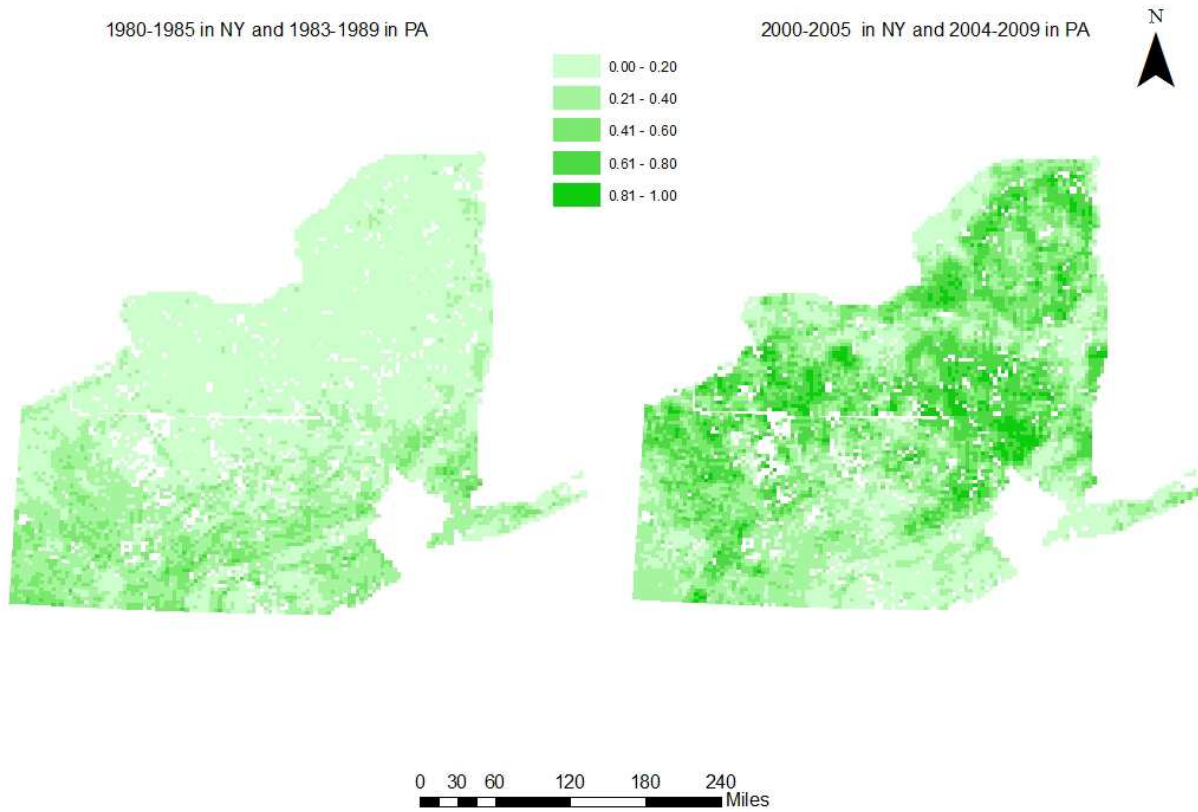 1980-1985 in NY and 1983-1989 in PA
2000-2005 in NY and 2004-2009 in PA
N
0.00 - 0.20
0.21 - 0.40
0.41 - 0.60
0.61 - 0.80
0.81 - 1.00
0 30 60 120 180 240
Miles